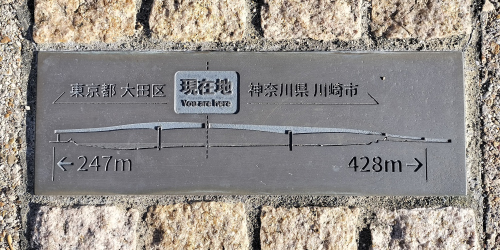 東京都 大田区 現在地 神奈川県 川崎市
You are here
←247m 428m→